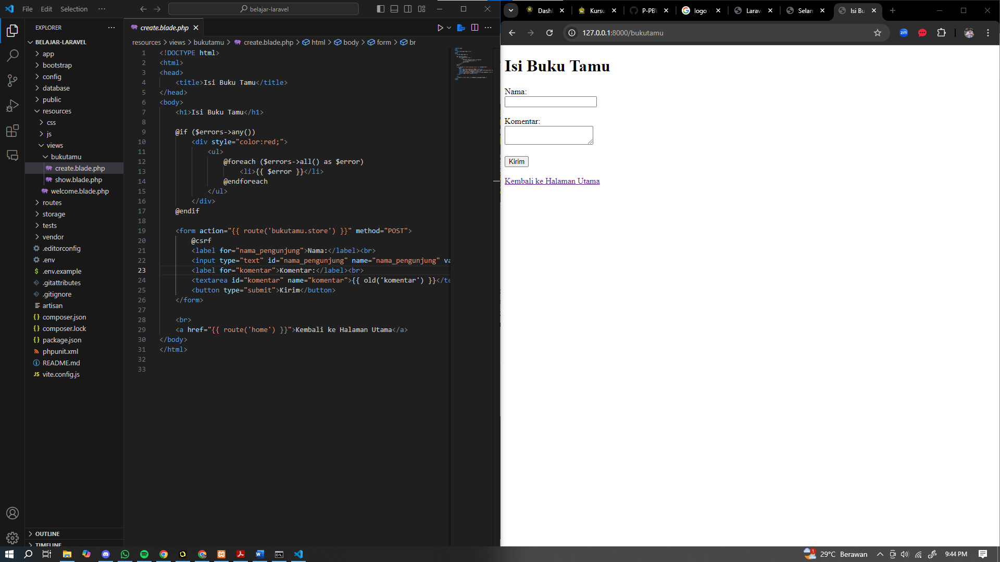 File Edit Selection ···
belajar-laravel
EXPLORER ···
BELAJAR-LARAVEL
app
bootstrap
config
database
public
resources
css
js
views
bukutamu
create.blade.php
show.blade.php
welcome.blade.php
routes
storage
tests
vendor
.editorconfig
.env
$ .env.example
.gitattributes
.gitignore
artisan
{} composer.json
{} composer.lock
{} package.json
phpunit.xml
README.md
JS vite.config.js
OUTLINE
TIMELINE
create.blade.php
resources > views > bukutamu > create.blade.php > html > body > form > br
1 <!DOCTYPE html>
2 <html>
3 <head>
4 <title>Isi Buku Tamu</title>
5 </head>
6 <body>
7 <h1>Isi Buku Tamu</h1>
8
9 @if ($errors->any())
10 <div style="color:red;">
11 <ul>
12 @foreach ($errors->all() as $error)
13 <li>{{ $error }}</li>
14 @endforeach
15 </ul>
16 </div>
17 @endif
18
19 <form action="{{ route('bukutamu.store') }}" method="POST">
20 @csrf
21 <label for="nama_pengunjung">Nama:</label><br>
22 <input type="text" id="nama_pengunjung" name="nama_pengunjung" va
23 <label for="komentar">Komentar:</label><br>
24 <textarea id="komentar" name="komentar">{{ old('komentar') }}</te
25 <button type="submit">Kirim</button>
26 </form>
27
28 <br>
29 <a href="{{ route('home') }}">Kembali ke Halaman Utama</a>
30 </body>
31 </html>
32
33
Dashl
Kursu
P-PBV
logo
Larav
Selam
Isi Bu
127.0.0.1:8000/bukutamu
zm
Isi Buku Tamu
Nama:
Komentar:
Kirim
Kembali ke Halaman Utama
1
29°C Berawan
9:44 PM